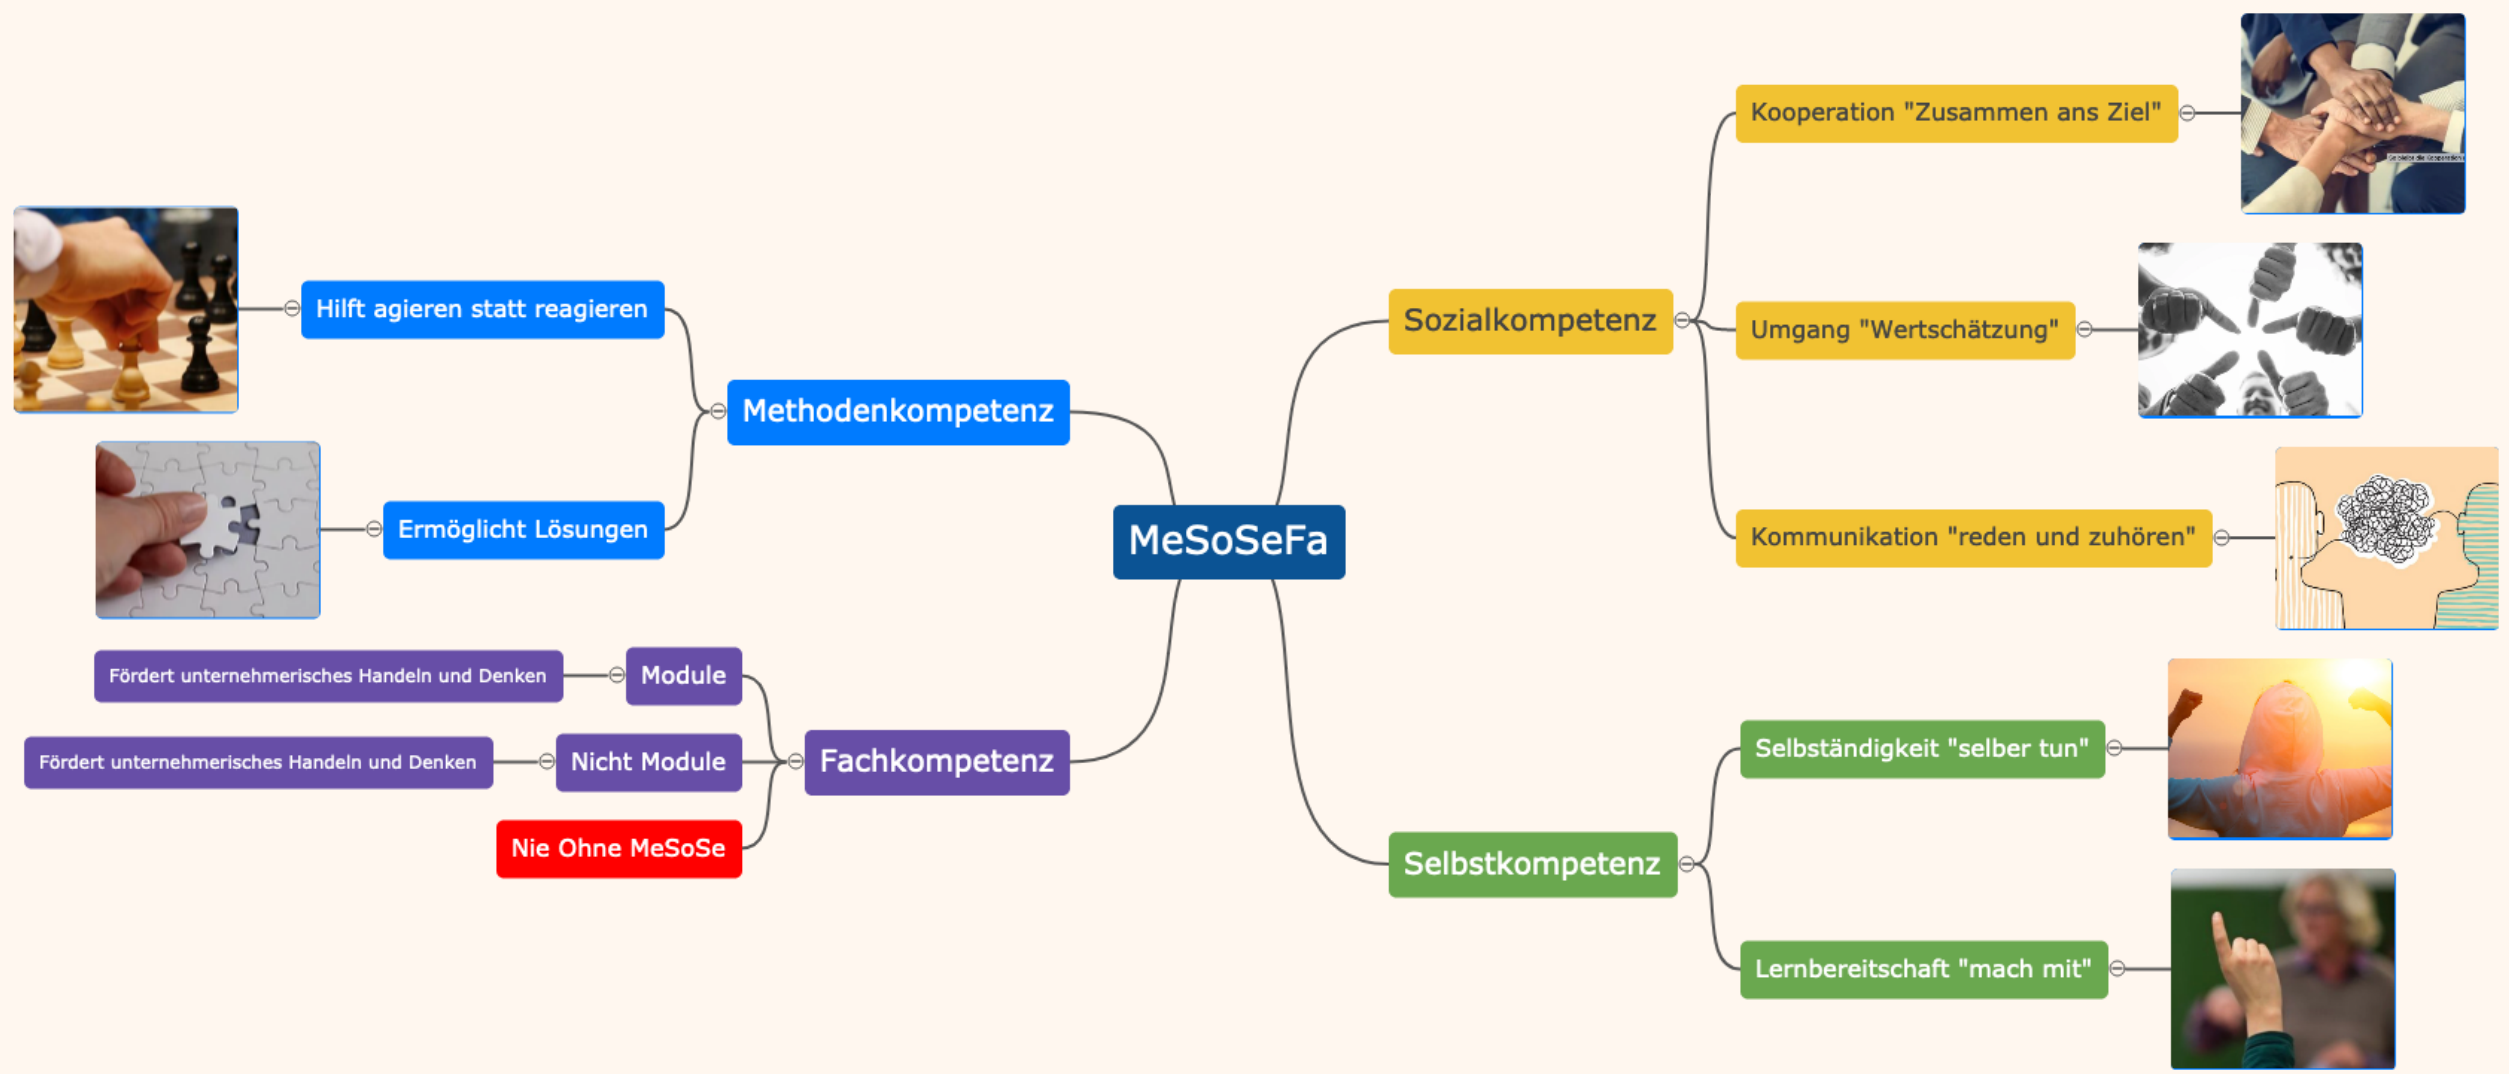 MeSoSeFa
Methodenkompetenz
Hilft agieren statt reagieren
Ermöglicht Lösungen
Fachkompetenz
Module
Fördert unternehmerisches Handeln und Denken
Nicht Module
Fördert unternehmerisches Handeln und Denken
Nie Ohne MeSoSe
Sozialkompetenz
Kooperation "Zusammen ans Ziel"
die Kooperation
Umgang "Wertschätzung"
Kommunikation "reden und zuhören"
Selbstkompetenz
Selbständigkeit "selber tun"
Lernbereitschaft "mach mit"